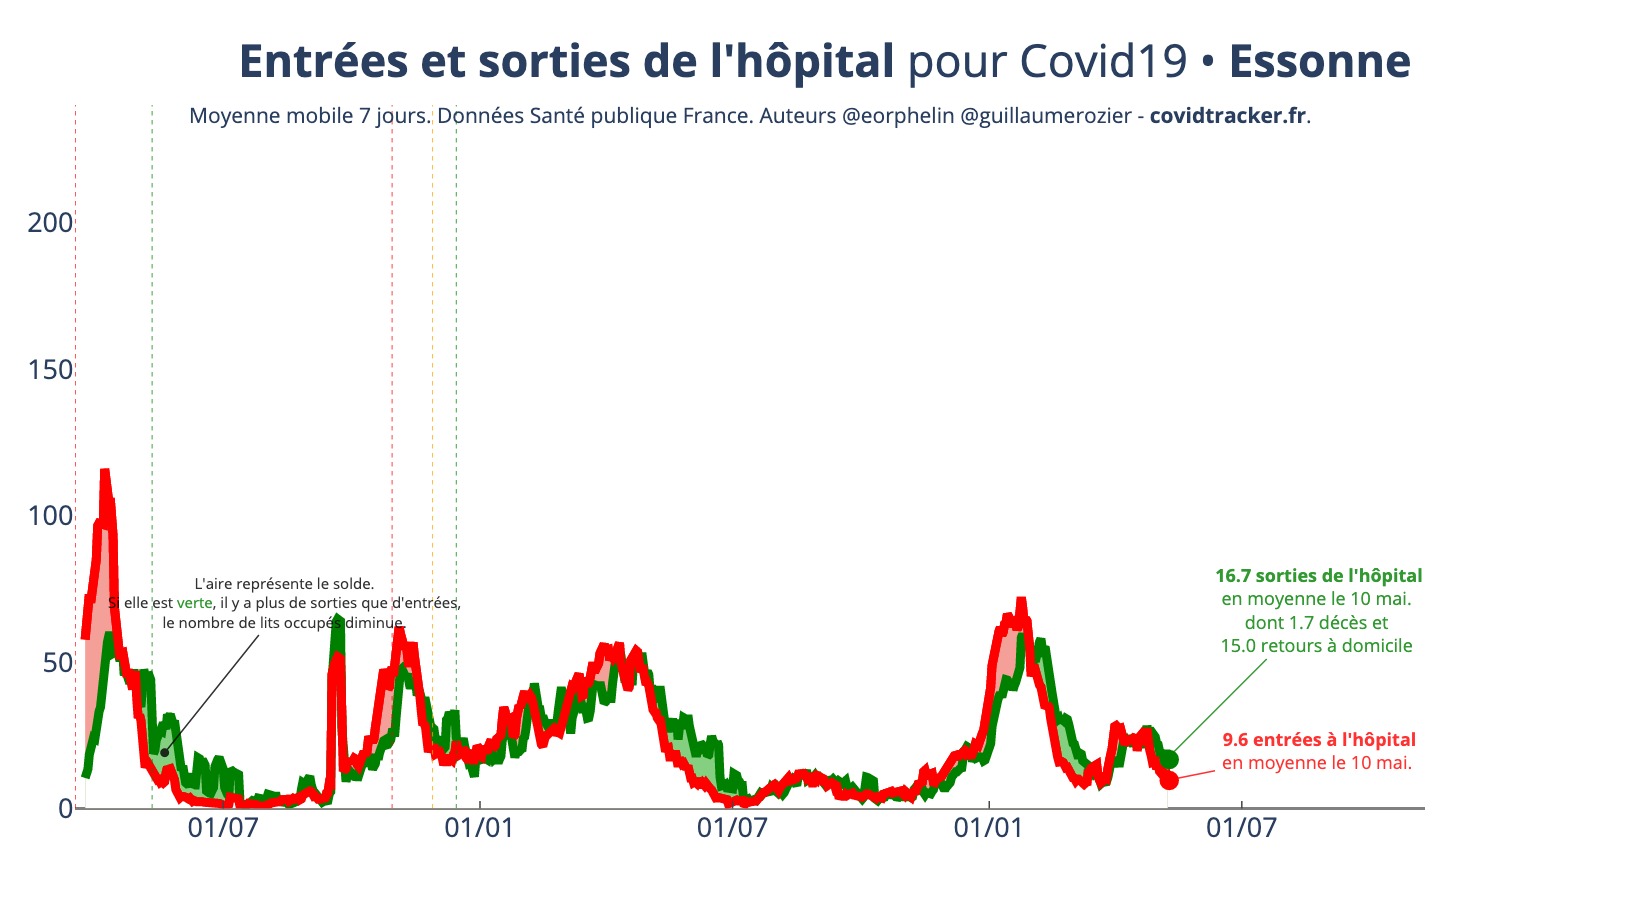 Entrées et sorties de l'hôpital pour Covid19 • Essonne
Moyenne mobile 7 jours. Données Santé publique France. Auteurs @eorphelin @guillaumerozier - covidtracker.fr.
200
150
100
50
0
L'aire représente le solde.
Si elle est verte, il y a plus de sorties que d'entrées,
le nombre de lits occupés diminue.
16.7 sorties de l'hôpital
en moyenne le 10 mai.
dont 1.7 décès et
15.0 retours à domicile
9.6 entrées à l'hôpital
en moyenne le 10 mai.
01/07
01/01
01/07
01/01
01/07